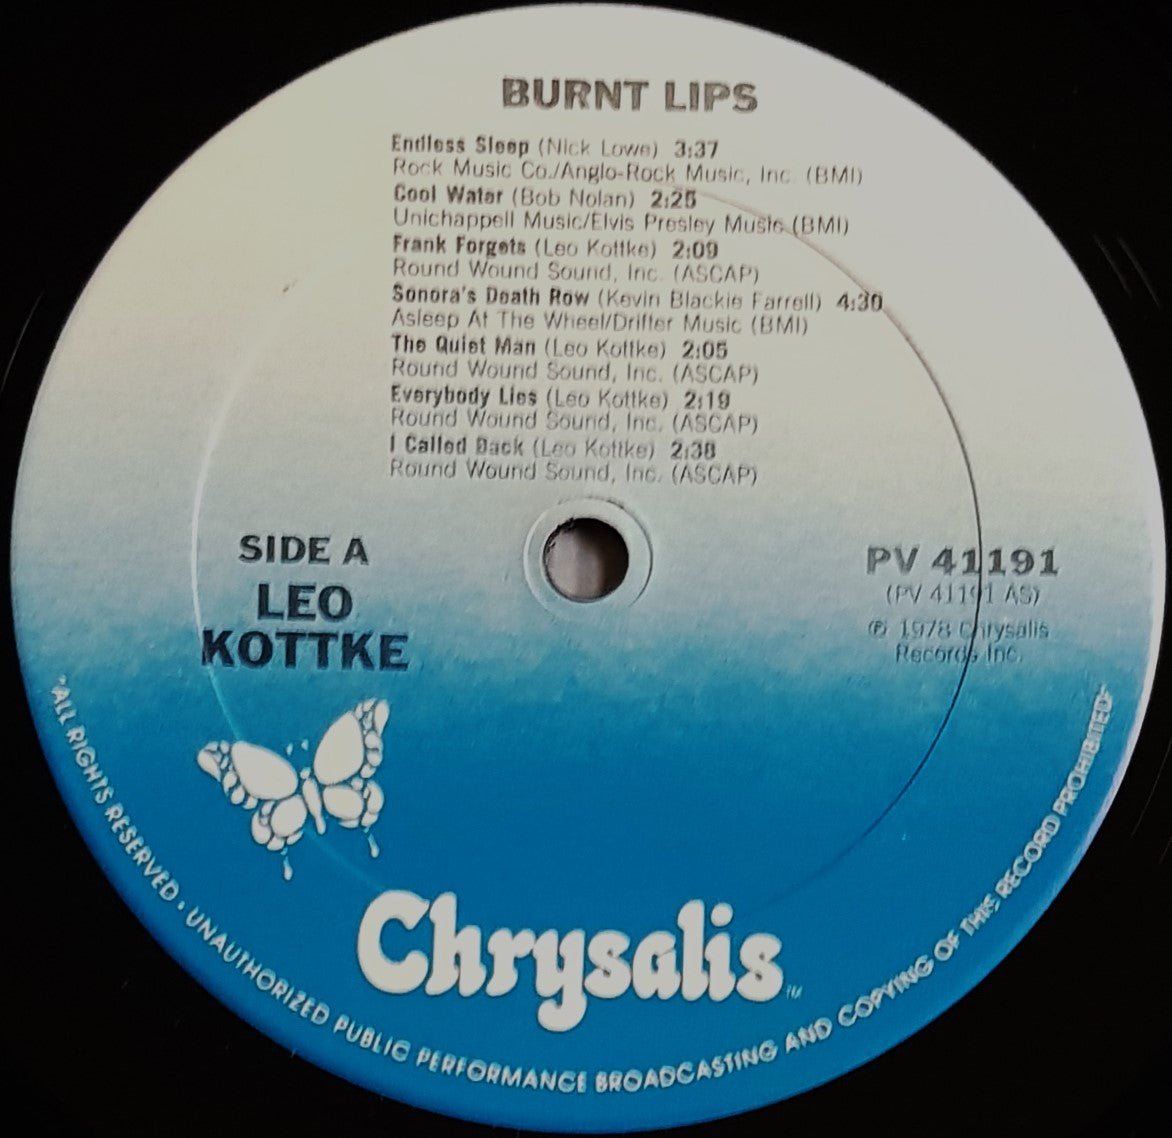 BURNT LIPS
Endless Sleep (Nick Lowe) 3:37
Rock Music Co./Anglo-Rock Music, Inc. (BMI)
Cool Water (Bob Nolan) 2:25
Unichappell Music/Elvis Presley Music (BMI)
Frank Forgets (Leo Kottke) 2:09
Round Wound Sound, Inc. (ASCAP)
Sonora's Death Row (Kevin Blackie Farrell) 4:30
Asleep At The Wheel/Drifter Music (BMI)
The Quiet Man (Leo Kottke) 2:05
Round Wound Sound, Inc. (ASCAP)
Everybody Lies (Leo Kottke) 2:19
Round Wound Sound, Inc. (ASCAP)
I Called Back (Leo Kottke) 2:38
Round Wound Sound, Inc. (ASCAP)
SIDE A
LEO
KOTTKE
PV 41191
(PV 41191 AS)
℗ 1978 Chrysalis
Records Inc.
Chrysalis TM
"ALL RIGHTS RESERVED. UNAUTHORIZED PUBLIC PERFORMANCE BROADCASTING AND COPYING OF THIS RECORD PROHIBITED"